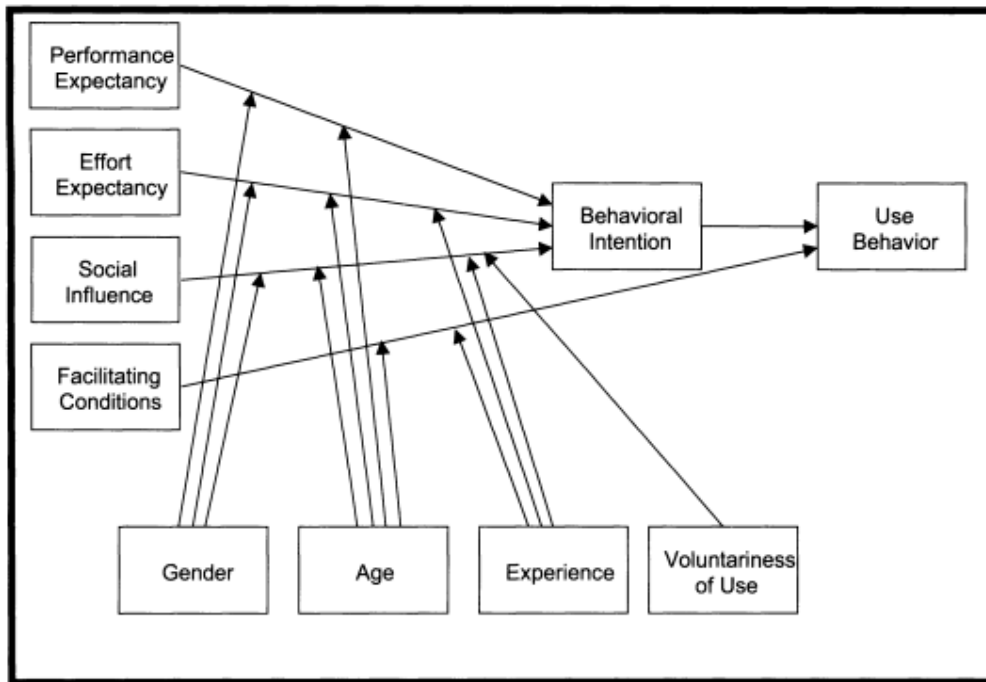 Performance
Expectancy
Effort
Expectancy
Social
Influence
Facilitating
Conditions
Behavioral
Intention
Use
Behavior
Gender
Age
Experience
Voluntariness
of Use